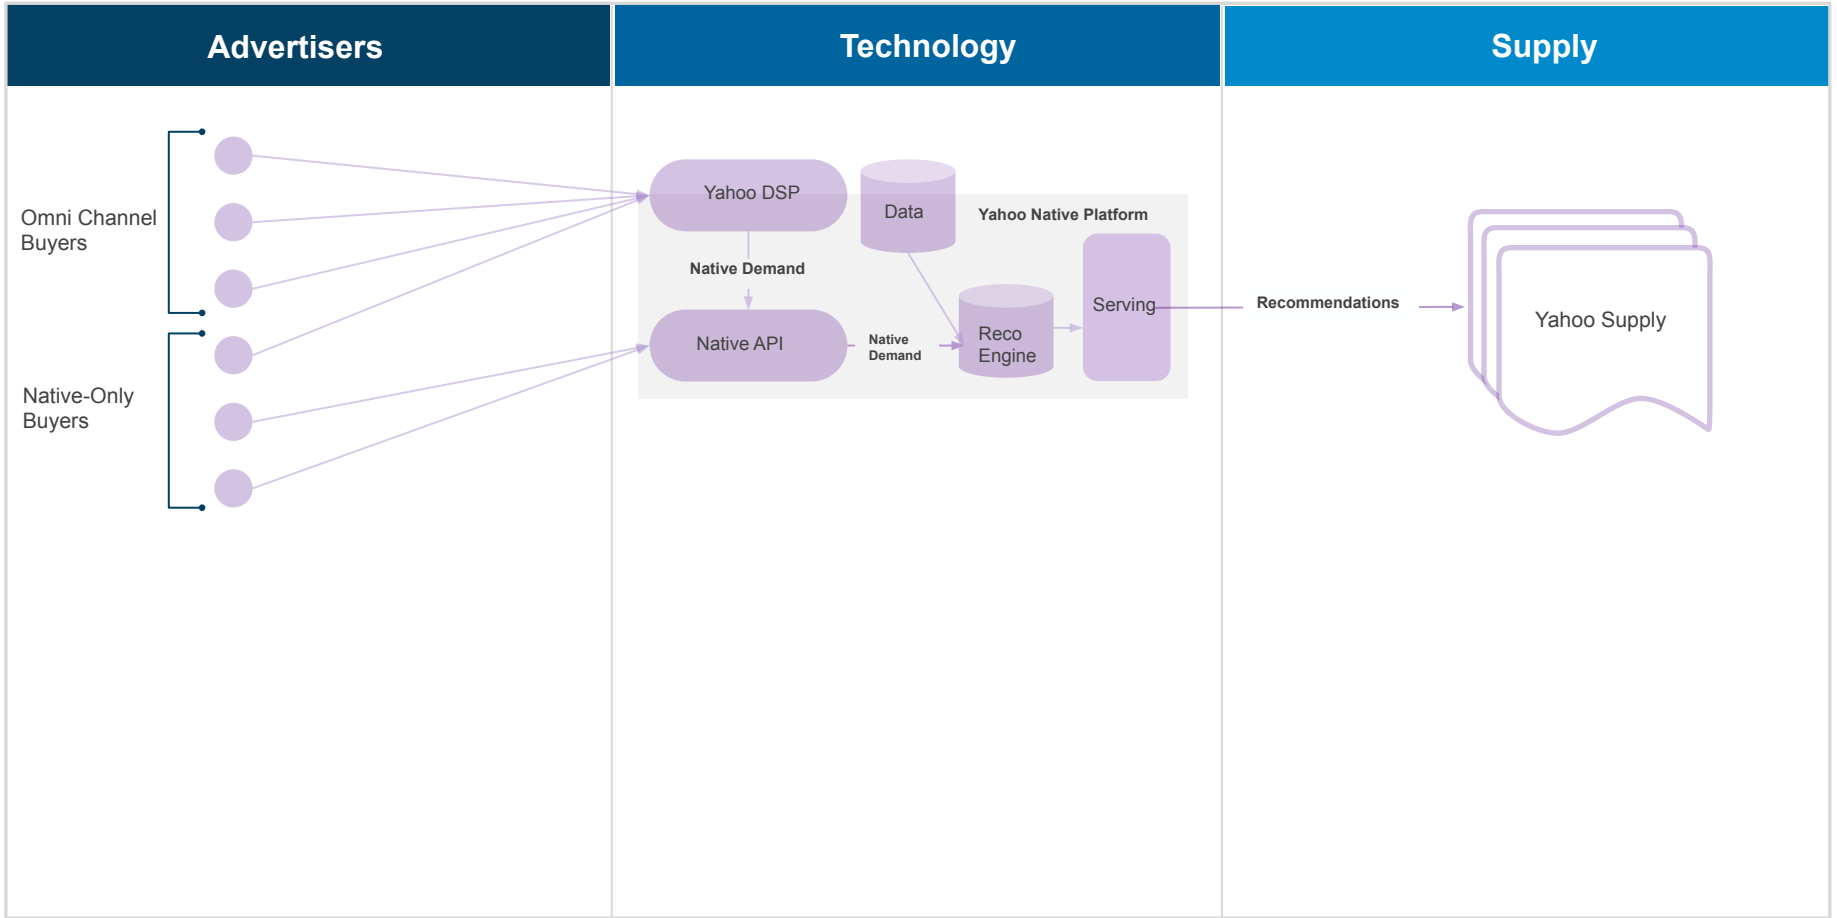 Advertisers
Technology
Supply
Omni Channel
Buyers
Native-Only
Buyers
Yahoo DSP
Data
Yahoo Native Platform
Native Demand
Serving
Native API
Native
Demand
Reco
Engine
Recommendations
Yahoo Supply